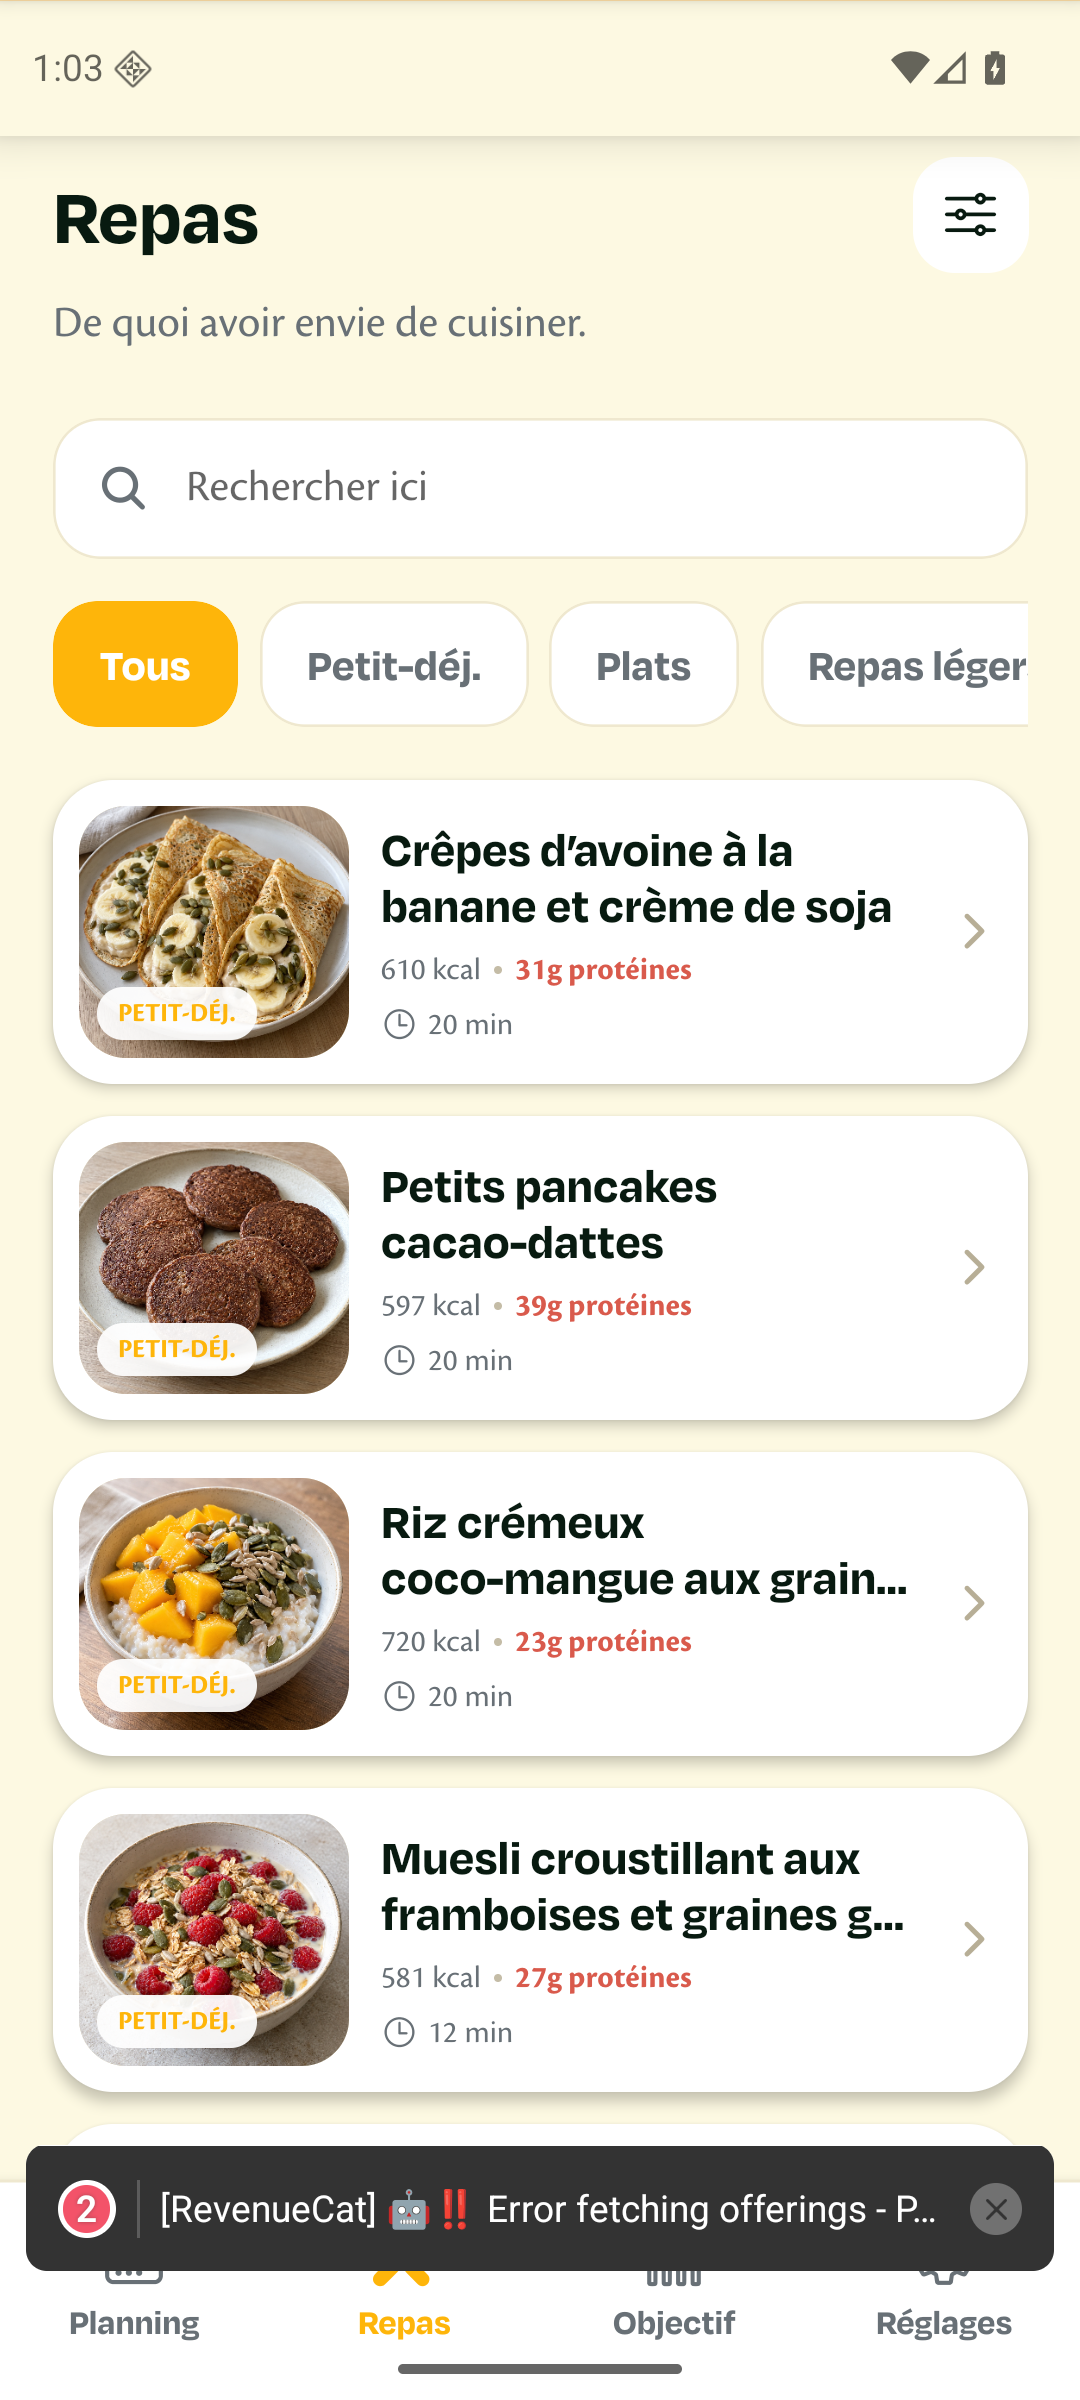 1:03
Repas
De quoi avoir envie de cuisiner.
Rechercher ici
Tous
Petit-déj.
Plats
Repas léger
Crêpes d’avoine à la
banane et crème de soja
610 kcal • 31g protéines
20 min
PETIT-DÉJ.
Petits pancakes
cacao-dattes
597 kcal • 39g protéines
20 min
PETIT-DÉJ.
Riz crémeux
coco-mangue aux grain...
720 kcal • 23g protéines
20 min
PETIT-DÉJ.
Muesli croustillant aux
framboises et graines g...
581 kcal • 27g protéines
12 min
PETIT-DÉJ.
2
[RevenueCat] 🤖‼️ Error fetching offerings - P...
Planning
Repas
Objectif
Réglages